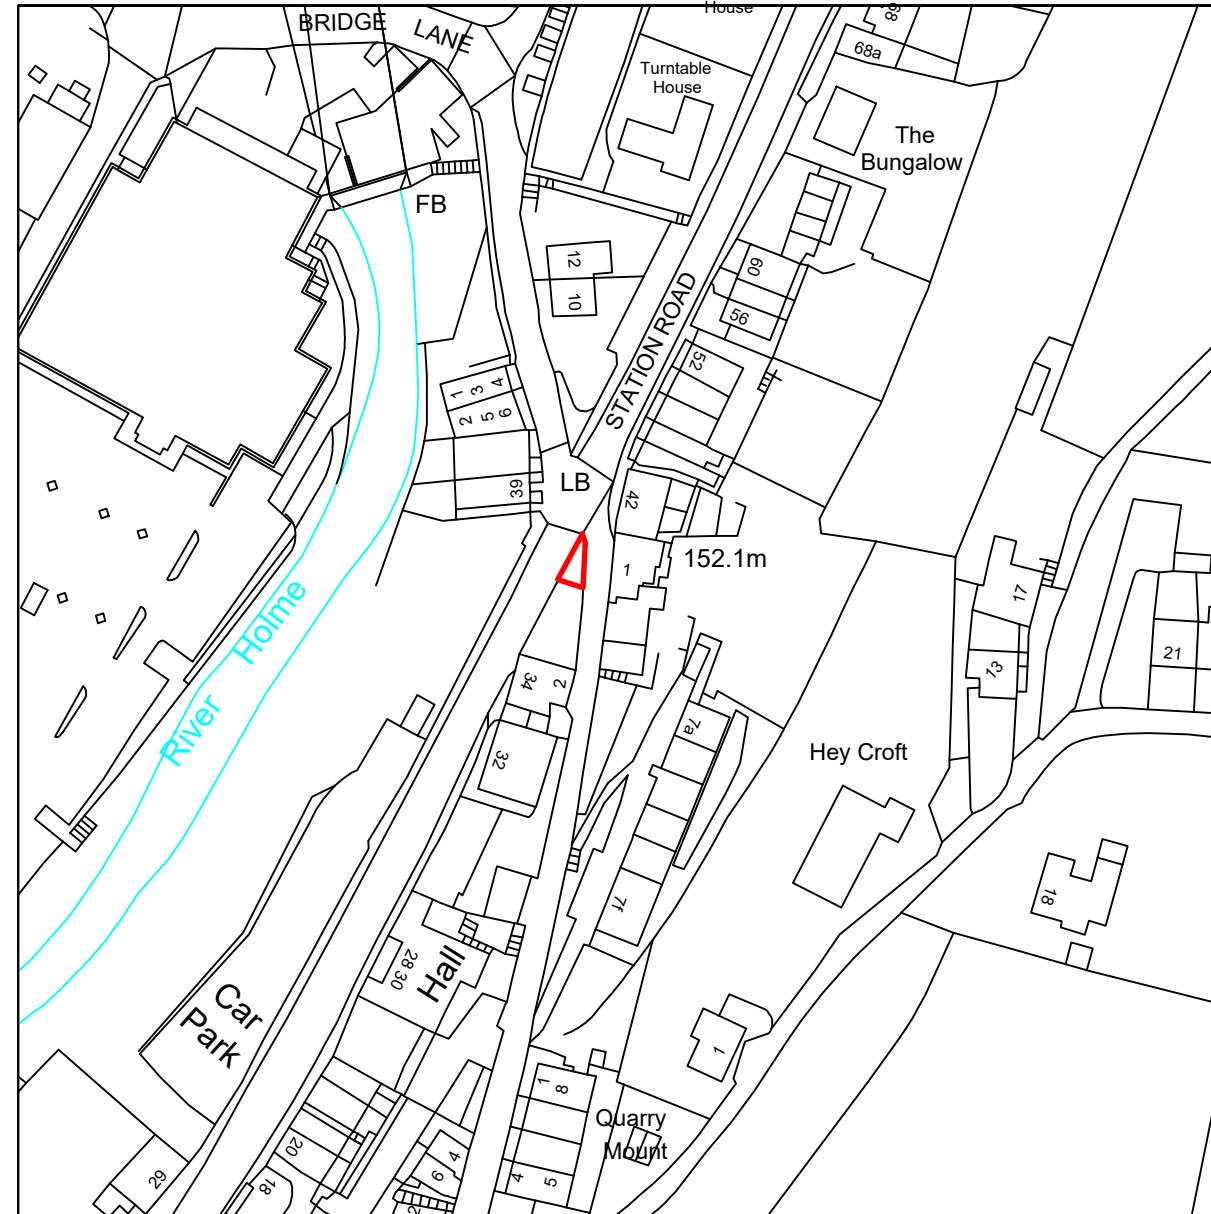 House
BRIDGE LANE
68
68a
Turntable
House
The
Bungalow
FB
12
10
60
56
STATION ROAD
52
1 3 4
2 5 6
39
LB
42
152.1m
1
17
13
21
River Holme
34
2
32
7a
Hey Croft
18
7f
28 30
Hall
Car
Park
1
1
8
Quarry
Mount
20
4
6
4
5
29
18
2